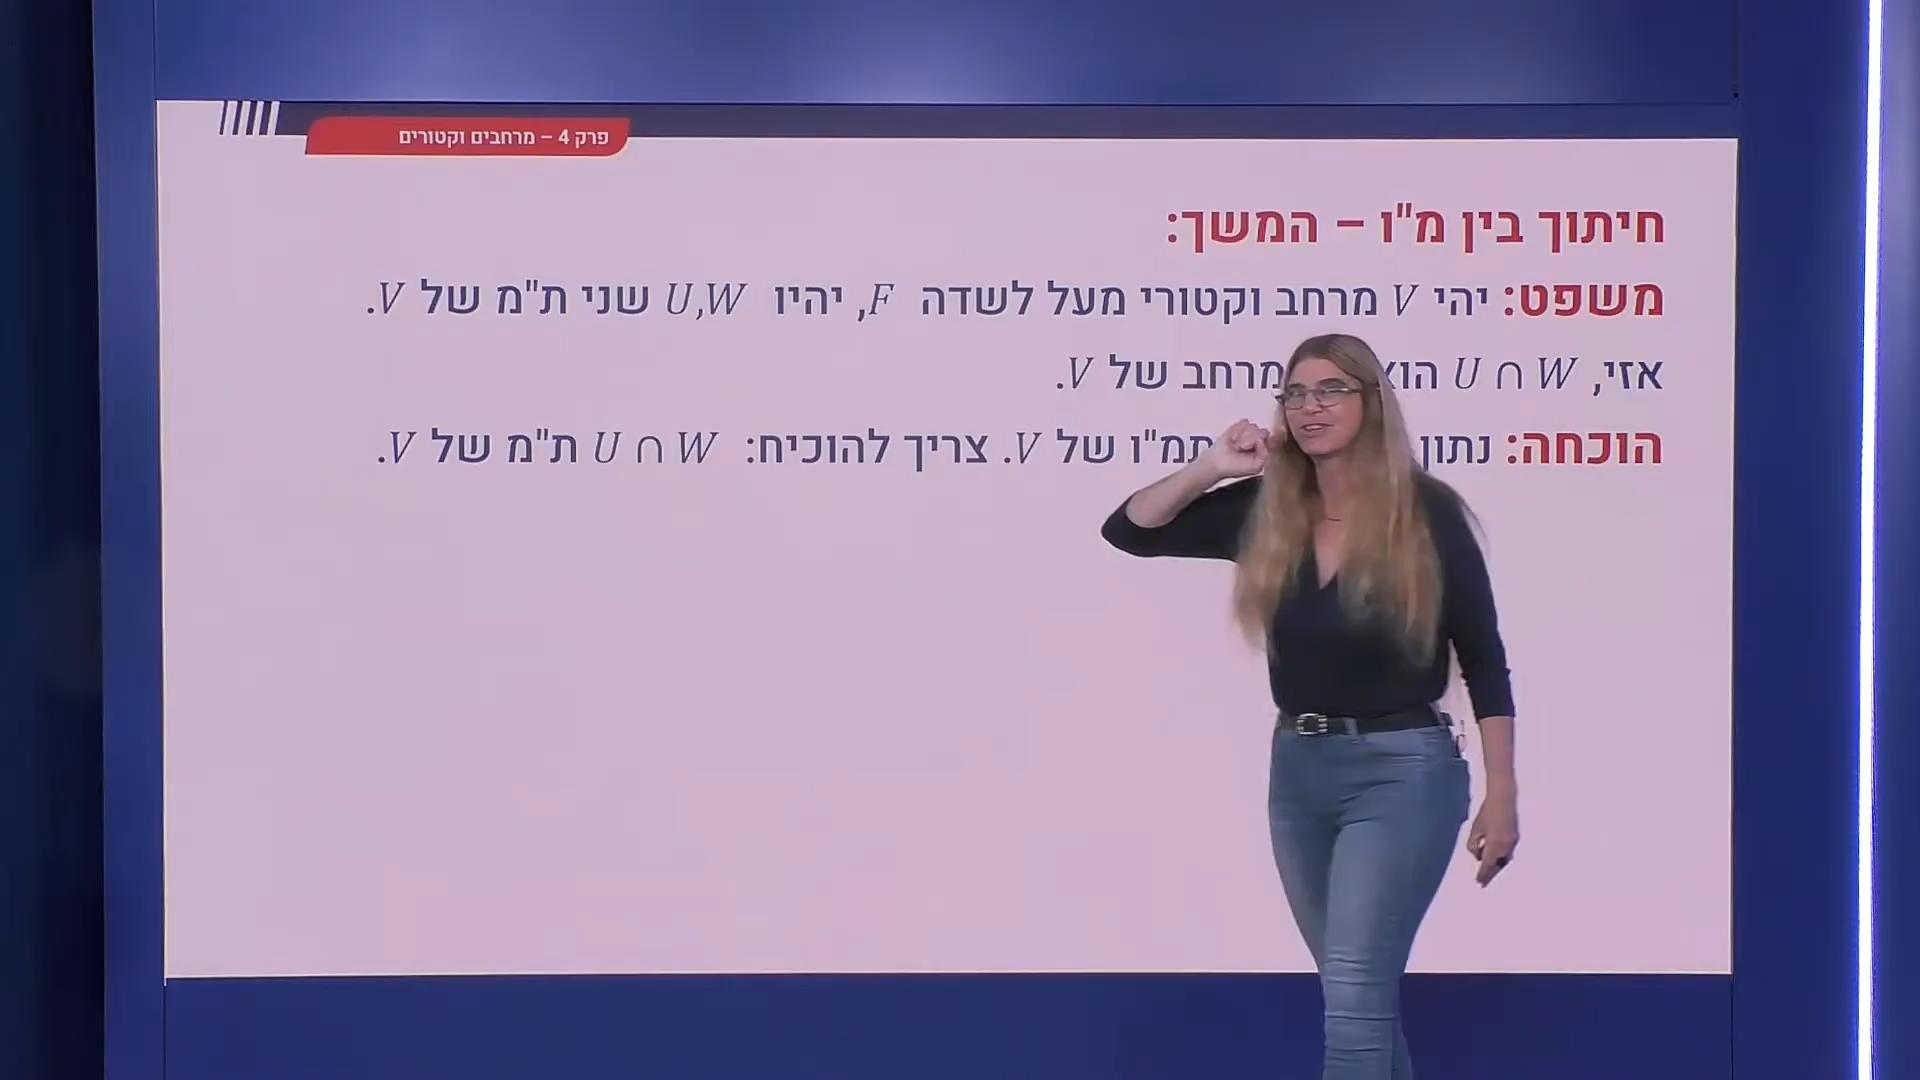 פרק 4 – מרחבים וקטורים
חיתוך בין מ"ו – המשך:
משפט: יהי V מרחב וקטורי מעל לשדה F, יהיו U,W שני ת"מ של V.
אזי, U ∩ W הוא מרחב של V.
הוכחה: נתון תמ"ו של V. צריך להוכיח: U ∩ W ת"מ של V.